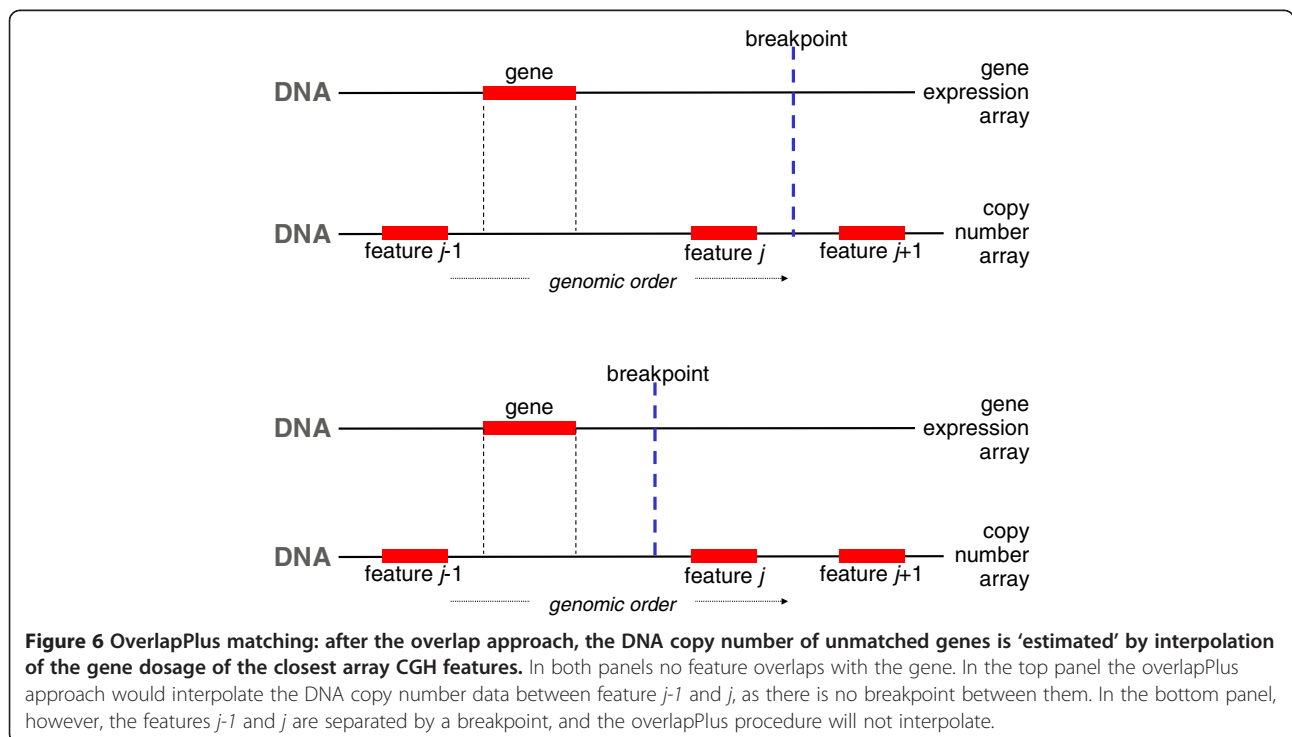 breakpoint
gene
gene
expression
array
DNA
copy
number
array
DNA
feature j-1
feature j
feature j+1
genomic order
breakpoint
gene
gene
expression
array
DNA
copy
number
array
DNA
feature j-1
feature j
feature j+1
genomic order
Figure 6 OverlapPlus matching: after the overlap approach, the DNA copy number of unmatched genes is ‘estimated’ by interpolation
of the gene dosage of the closest array CGH features. In both panels no feature overlaps with the gene. In the top panel the overlapPlus
approach would interpolate the DNA copy number data between feature j-1 and j, as there is no breakpoint between them. In the bottom panel,
however, the features j-1 and j are separated by a breakpoint, and the overlapPlus procedure will not interpolate.